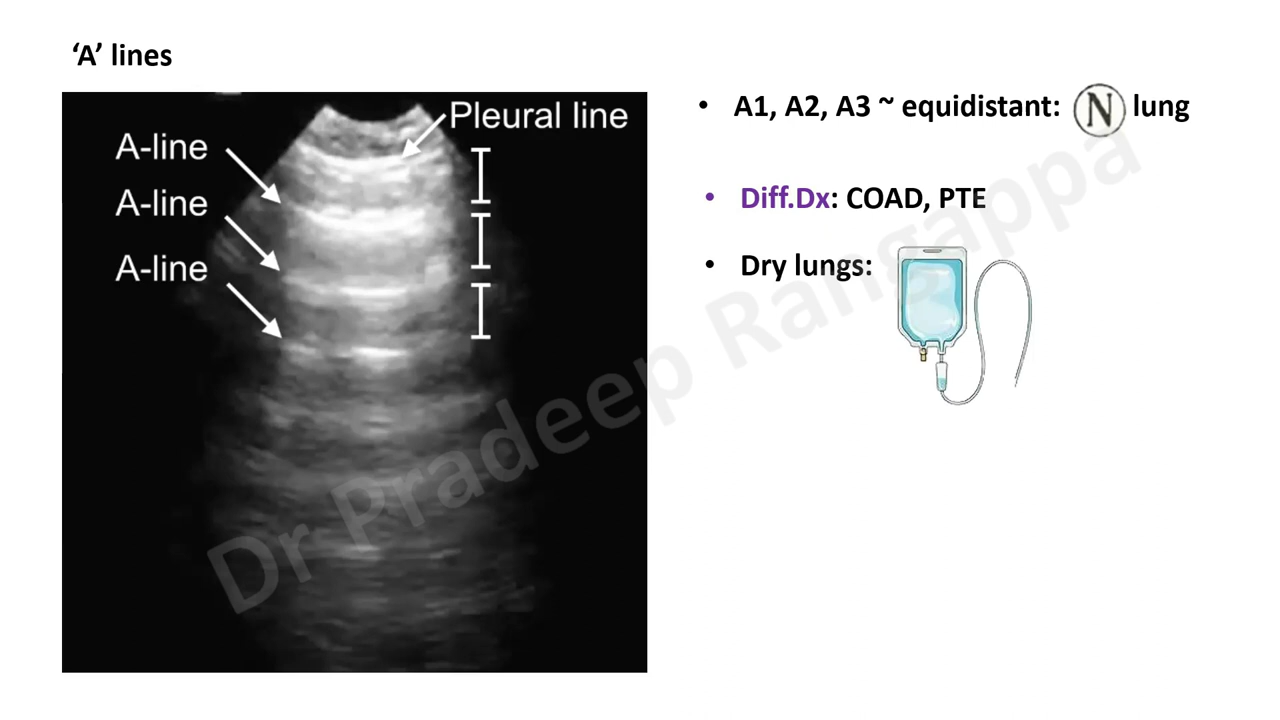 ‘A’ lines
Pleural line
A-line
A-line
A-line
• A1, A2, A3 ~ equidistant: N lung
• Diff.Dx: COAD, PTE
• Dry lungs:
Dr Pradeep Rangappa